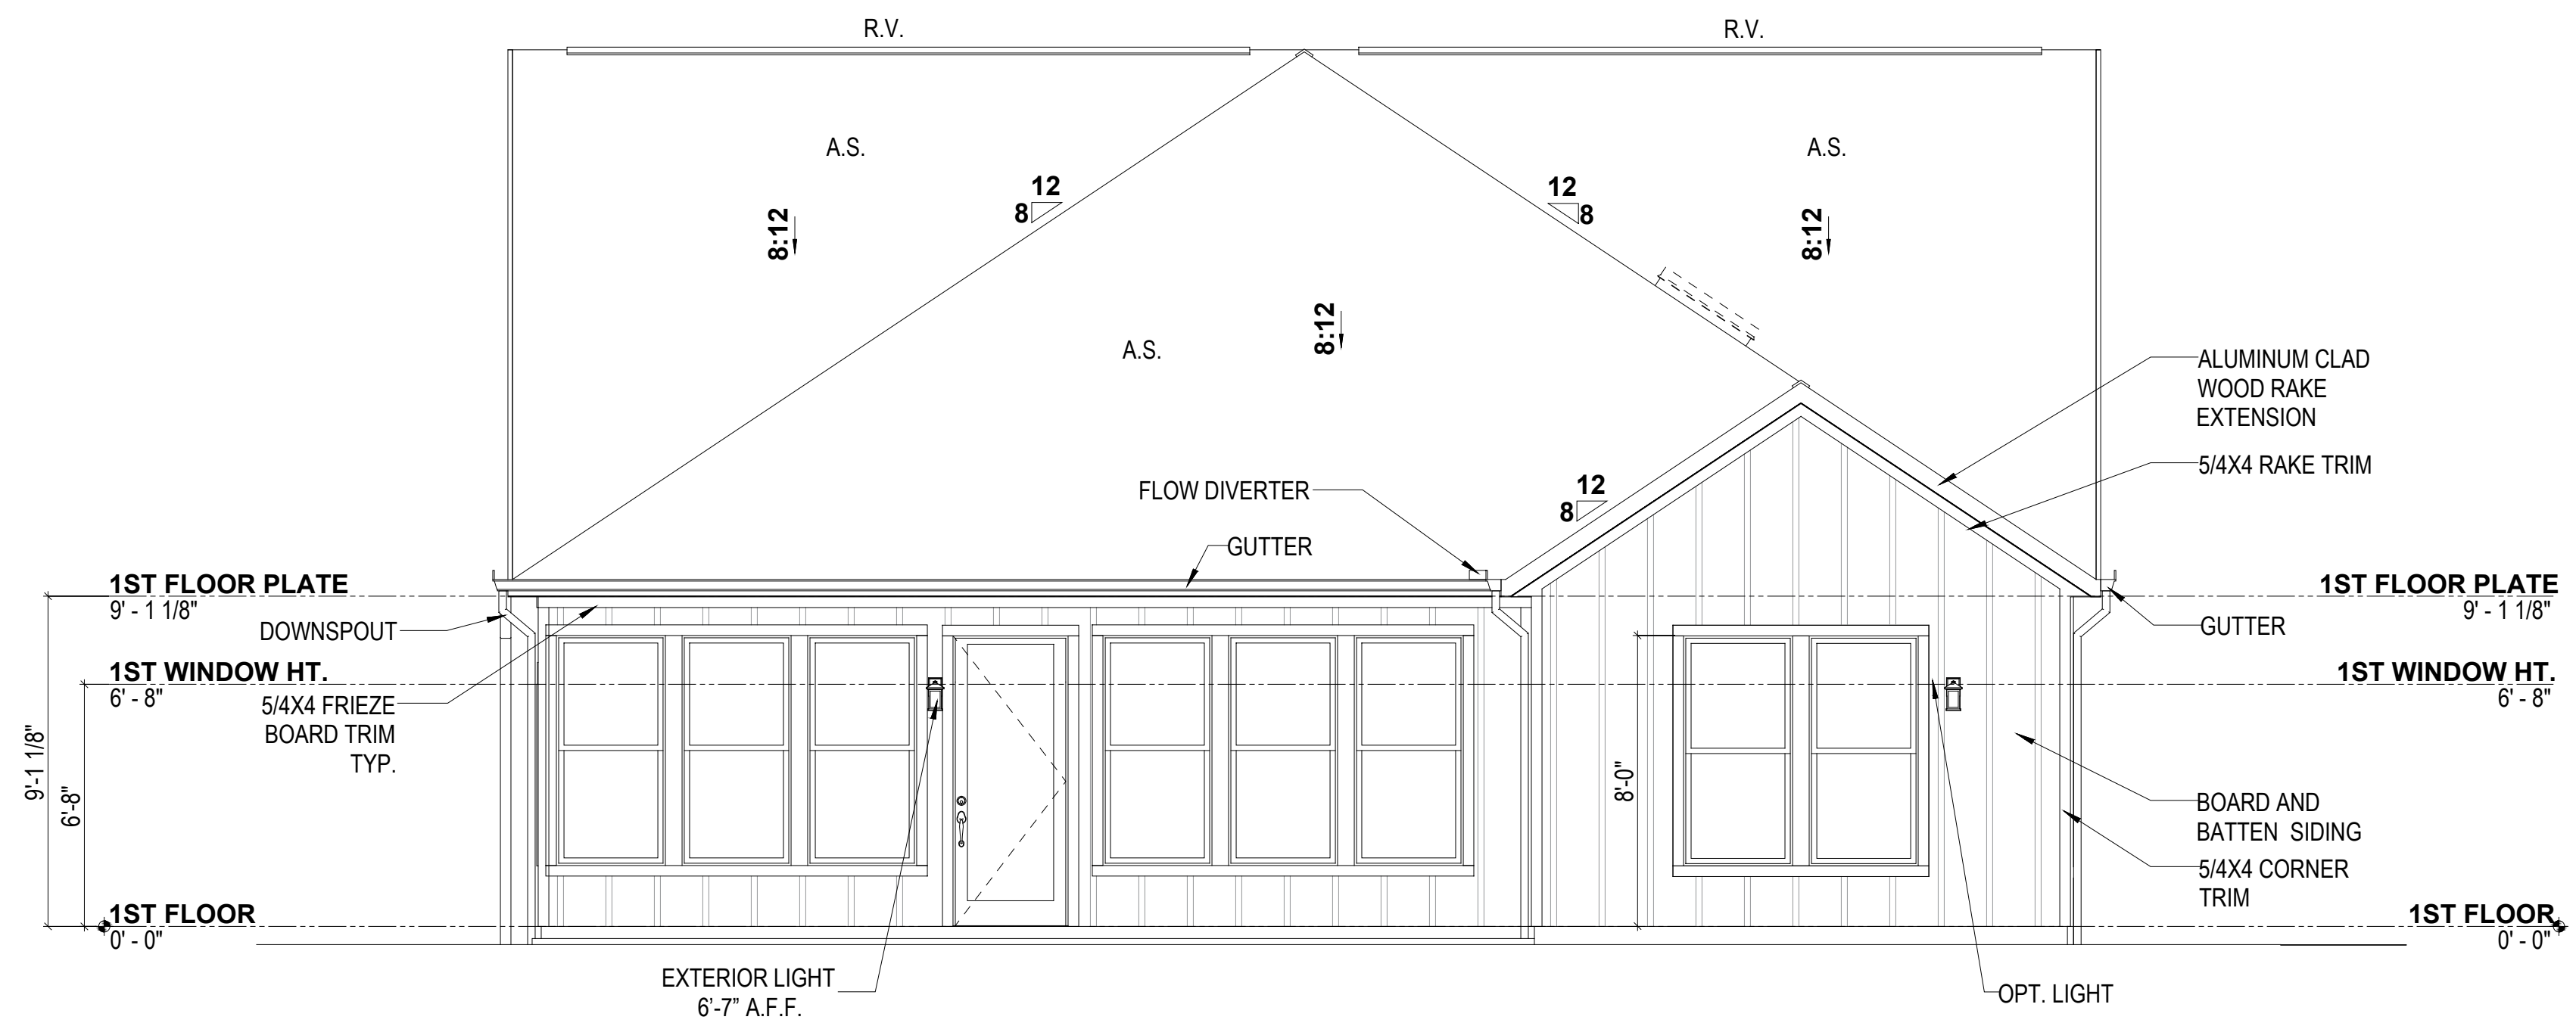 R.V.
R.V.
A.S.
A.S.
12
8
12
8
8:12
8:12
8:12
A.S.
ALUMINUM CLAD
WOOD RAKE
EXTENSION
5/4X4 RAKE TRIM
FLOW DIVERTER
12
8
GUTTER
1ST FLOOR PLATE
9' - 1 1/8"
1ST FLOOR PLATE
9' - 1 1/8"
DOWNSPOUT
GUTTER
1ST WINDOW HT.
6' - 8"
1ST WINDOW HT.
6' - 8"
5/4X4 FRIEZE
BOARD TRIM
TYP.
9'-1 1/8"
6'-8"
8'-0"
BOARD AND
BATTEN SIDING
5/4X4 CORNER
TRIM
1ST FLOOR
0' - 0"
1ST FLOOR
0' - 0"
EXTERIOR LIGHT
6’-7” A.F.F.
OPT. LIGHT